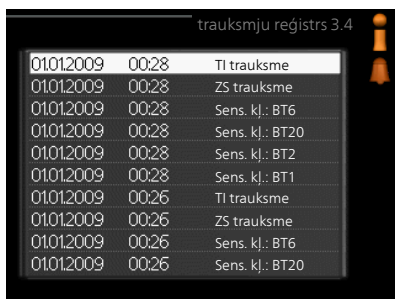 trauksmju reģistrs 3.4
01.01.2009 00:28 TI trauksme
01.01.2009 00:28 ZS trauksme
01.01.2009 00:28 Sens. kļ.: BT6
01.01.2009 00:28 Sens. kļ.: BT20
01.01.2009 00:28 Sens. kļ.: BT2
01.01.2009 00:28 Sens. kļ.: BT1
01.01.2009 00:26 TI trauksme
01.01.2009 00:26 ZS trauksme
01.01.2009 00:26 Sens. kļ.: BT6
01.01.2009 00:26 Sens. kļ.: BT20